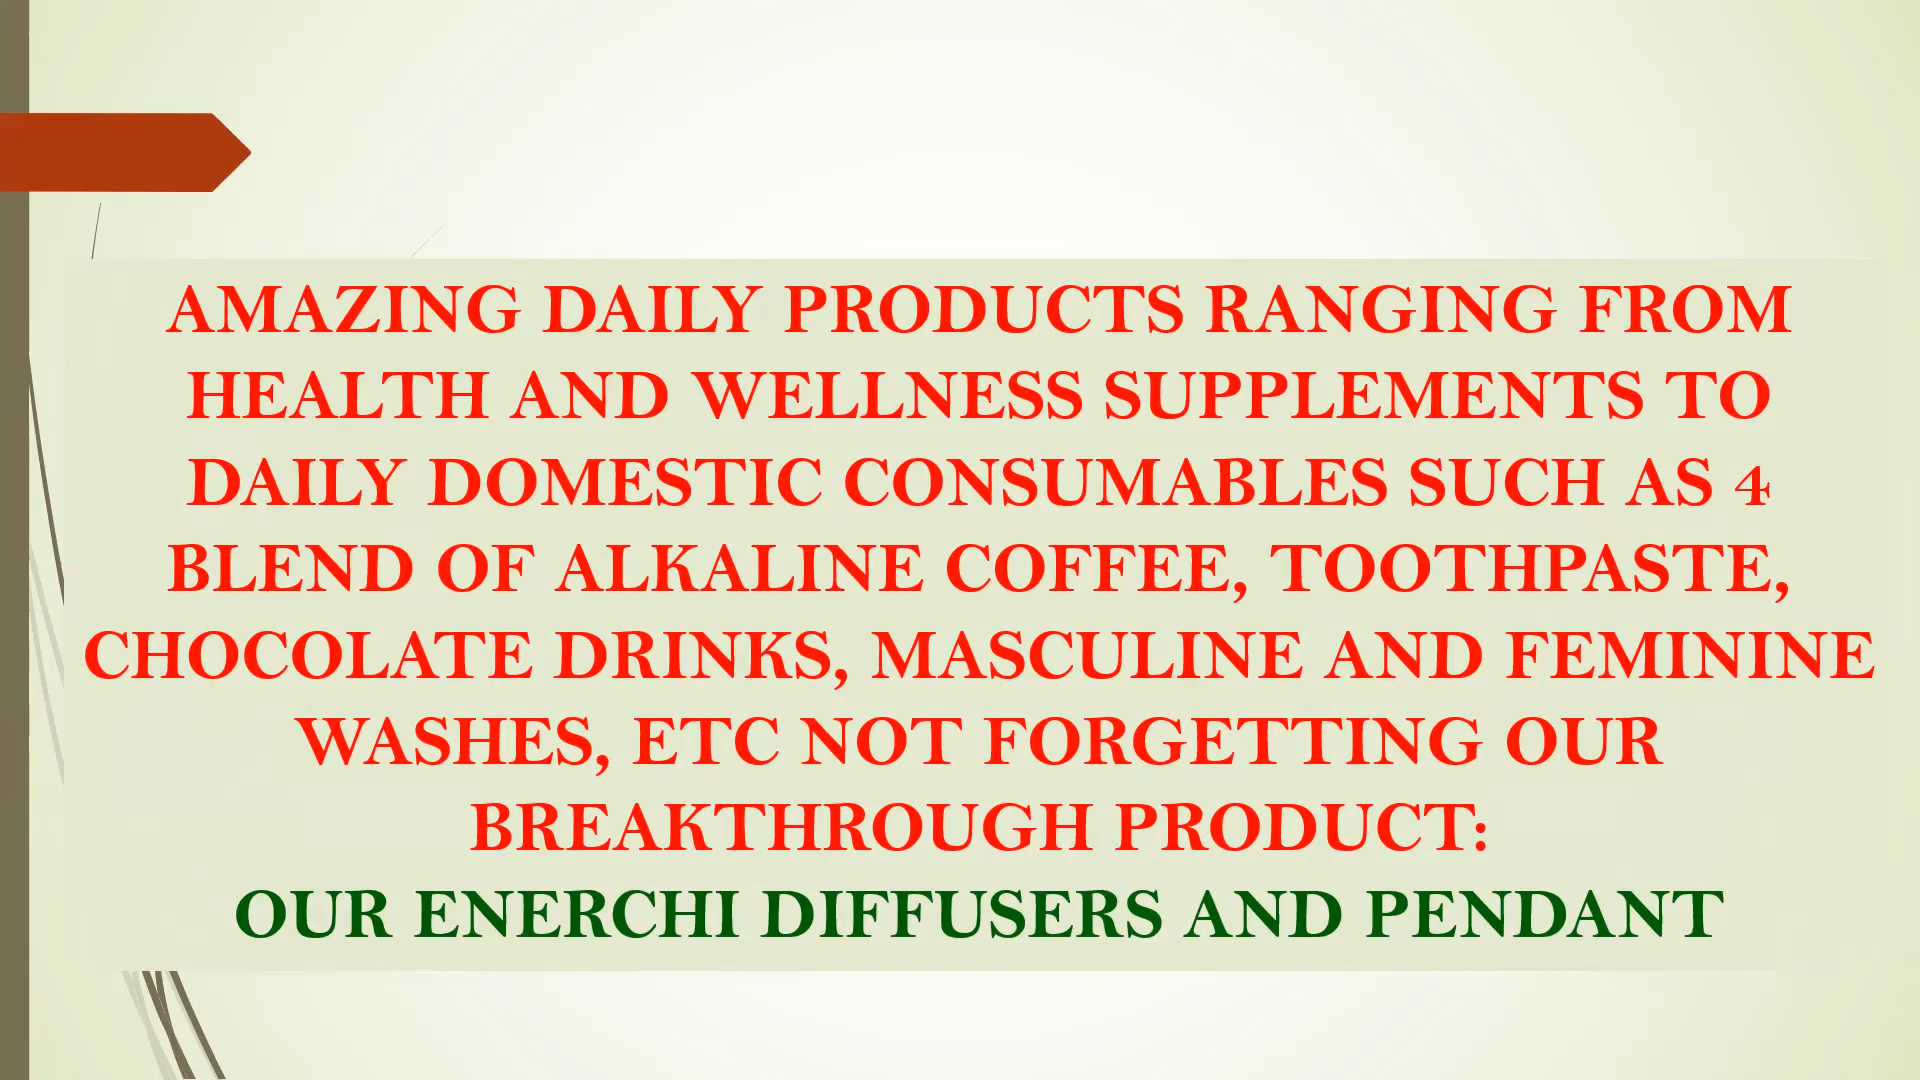 AMAZING DAILY PRODUCTS RANGING FROM
HEALTH AND WELLNESS SUPPLEMENTS TO
DAILY DOMESTIC CONSUMABLES SUCH AS 4
BLEND OF ALKALINE COFFEE, TOOTHPASTE,
CHOCOLATE DRINKS, MASCULINE AND FEMININE
WASHES, ETC NOT FORGETTING OUR
BREAKTHROUGH PRODUCT:
OUR ENERCHI DIFFUSERS AND PENDANT